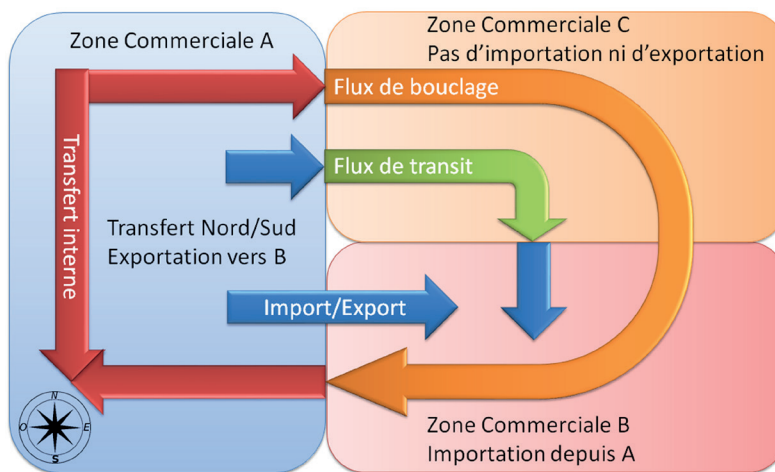 Zone Commerciale A
Zone Commerciale C
Pas d'importation ni d'exportation
Flux de bouclage
Flux de transit
Transfert interne
Transfert Nord/Sud
Exportation vers B
Import/Export
Zone Commerciale B
Importation depuis A
N
O
E
S